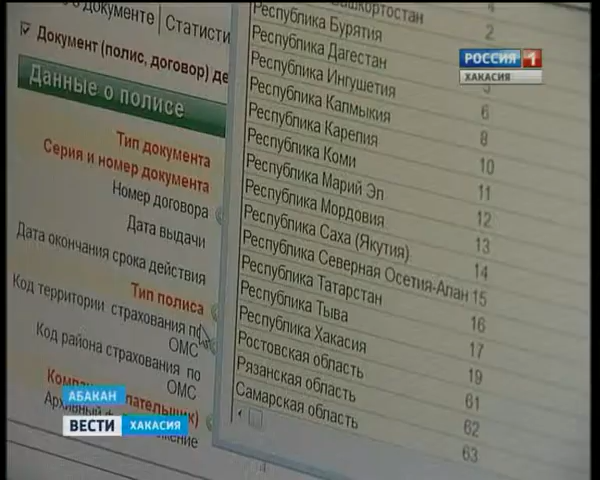 о документе | Статисти
Документ (полис, договор) де
Данные о полисе
Тип документа
Серия и номер документа
Номер договора
Дата выдачи
Дата окончания срока действия
Тип полиса
Код территории страхования по
ОМС
Код района страхования по
ОМС
4
Башкортостан 2
Республика Бурятия
Республика Дагестан 5
Республика Ингушетия 6
Республика Калмыкия 8
Республика Карелия 10
Республика Коми 11
Республика Марий Эл 12
Республика Мордовия 13
Республика Саха (Якутия) 14
Республика Северная Осетия-Алан 15
Республика Татарстан 16
Республика Тыва 17
Республика Хакасия 19
Ростовская область 61
Рязанская область 62
Самарская область 63
РОССИЯ 1
ХАКАСИЯ
АБАКАН
ВЕСТИ ХАКАСИЯ